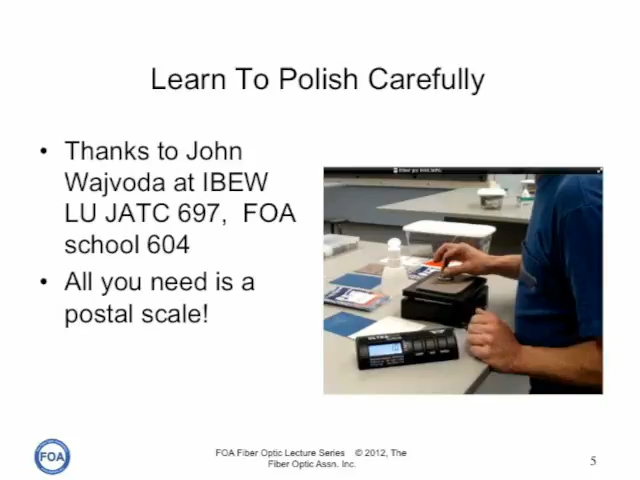 Learn To Polish Carefully
• Thanks to John
Wajvoda at IBEW
LU JATC 697,  FOA
school 604
• All you need is a
postal scale!
ULTRA
FOA
FOA Fiber Optic Lecture Series    © 2012, The
Fiber Optic Assn. Inc.
5